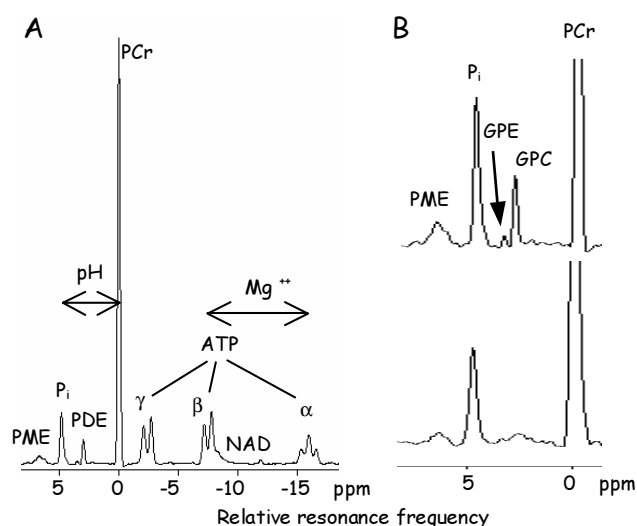 A
PCr
pH
Mg ++
ATP
γ
β
α
Pi
PDE
PME
NAD
5 0 -5 -10 -15 ppm
B
PCr
Pi
GPE
GPC
PME
5 0 ppm
Relative resonance frequency